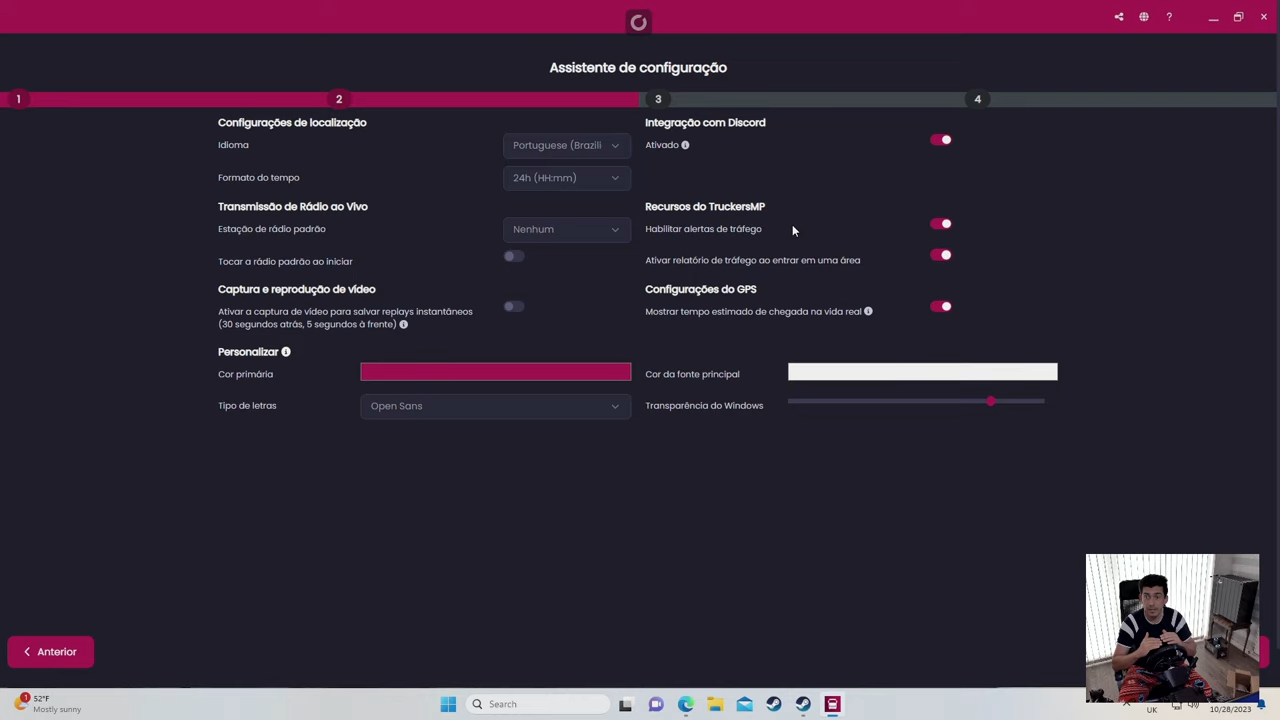 Assistente de configuração
1
2
3
4
Configurações de localização
Idioma
Portuguese (Brazili
Formato do tempo
24h (HH:mm)
Transmissão de Rádio ao Vivo
Estação de rádio padrão
Nenhum
Tocar a rádio padrão ao iniciar
Captura e reprodução de vídeo
Ativar a captura de vídeo para salvar replays instantâneos
(30 segundos atrás, 5 segundos à frente)
Integração com Discord
Ativado
Recursos do TruckersMP
Habilitar alertas de tráfego
Ativar relatório de tráfego ao entrar em uma área
Configurações do GPS
Mostrar tempo estimado de chegada na vida real
Personalizar
Cor primária
Tipo de letras
Open Sans
Cor da fonte principal
Transparência do Windows
Anterior
1
52°F
Mostly sunny
Search
UK
10/28/2023